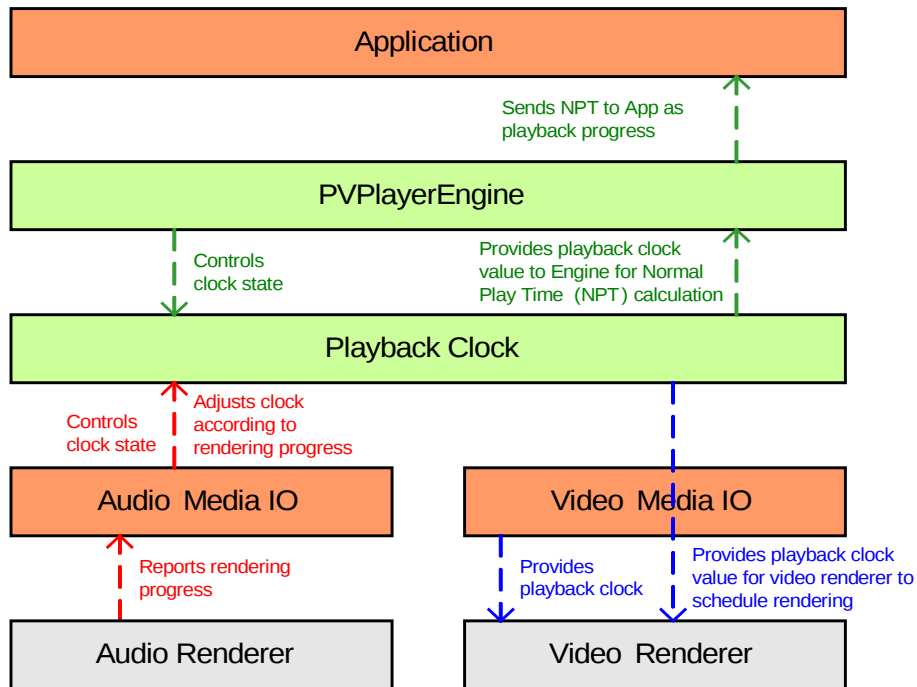 Application
Sends NPT to App as
playback progress
PVPlayerEngine
Controls
clock state
Provides playback clock
value to Engine for Normal
Play Time (NPT) calculation
Playback Clock
Controls
clock state
Adjusts clock
according to
rendering progress
Audio Media IO
Video Media IO
Reports rendering
progress
Provides
playback clock
Provides playback clock
value for video renderer to
schedule rendering
Audio Renderer
Video Renderer